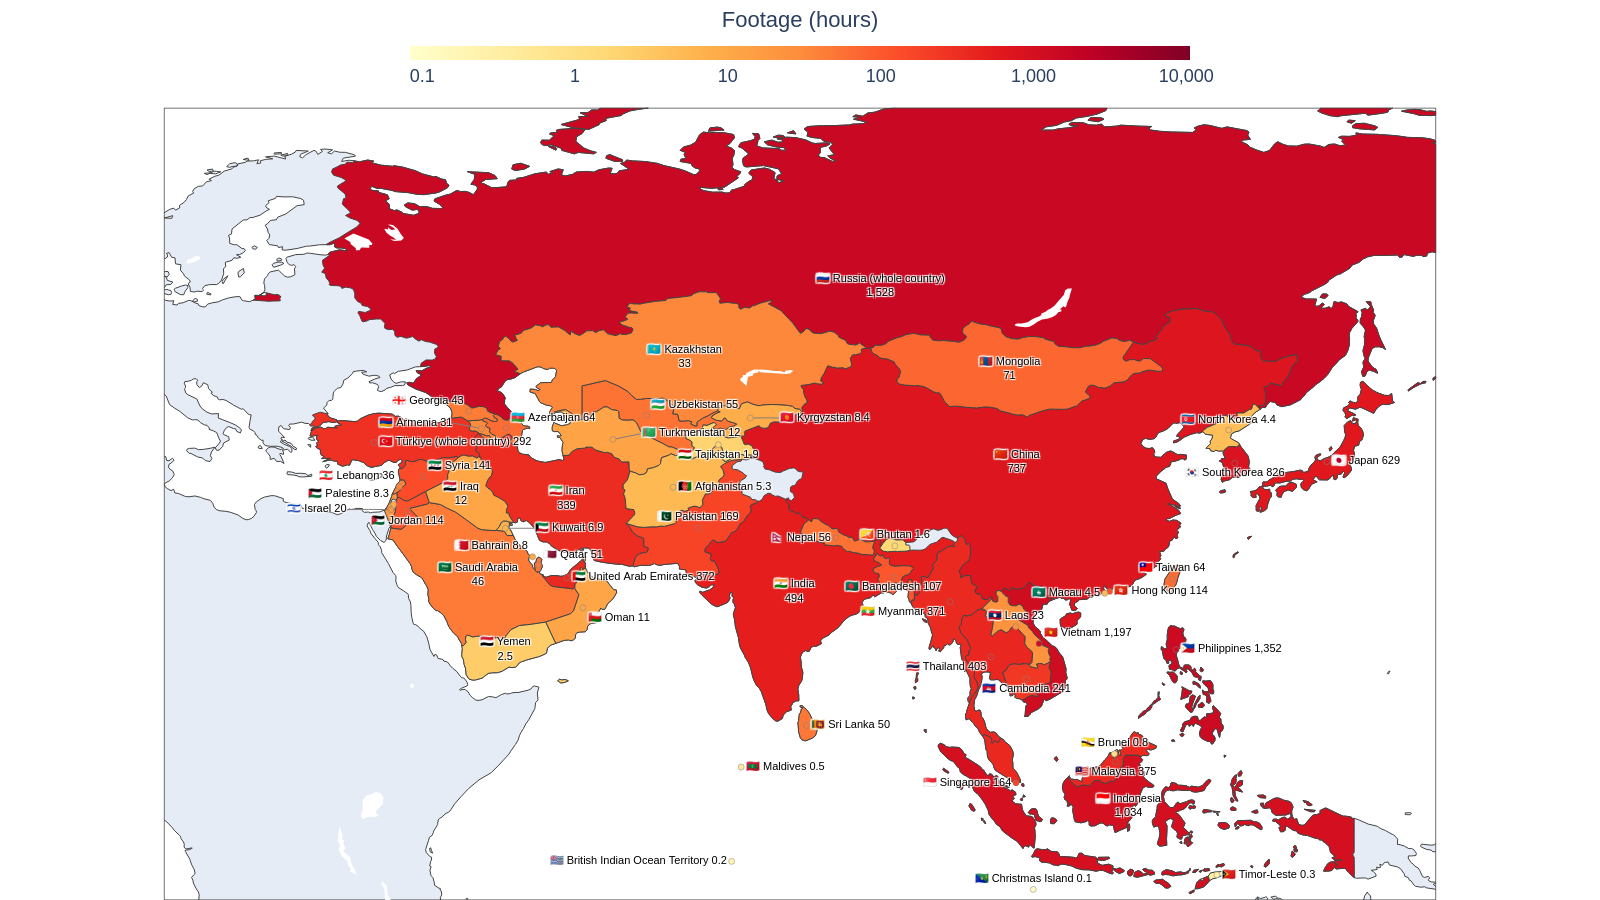 Footage (hours)
0.1 1 10 100 1,000 10,000
Russia (whole country)
1,528
Kazakhstan
33
Mongolia
71
Georgia 43
Uzbekistan 55
Azerbaijan 64
Kyrgyzstan 8.4
Armenia 31
North Korea 4.4
Turkmenistan 12
Türkiye (whole country) 292
Tajikistan 1.9
China
737
Japan 629
Syria 141
South Korea 826
Lebanon 36
Iraq
12
Afghanistan 5.3
Iran
339
Palestine 8.3
Israel 20
Jordan 114
Pakistan 169
Kuwait 6.9
Nepal 56
Bhutan 1.6
Bahrain 8.8
Qatar 51
Saudi Arabia
46
Taiwan 64
United Arab Emirates 372
India
494
Bangladesh 107
Macau 4.5
Hong Kong 114
Myanmar 371
Oman 11
Laos 23
Vietnam 1,197
Yemen
2.5
Philippines 1,352
Thailand 403
Cambodia 241
Sri Lanka 50
Brunei 0.8
Maldives 0.5
Malaysia 375
Singapore 164
Indonesia
1,034
British Indian Ocean Territory 0.2
Christmas Island 0.1
Timor-Leste 0.3